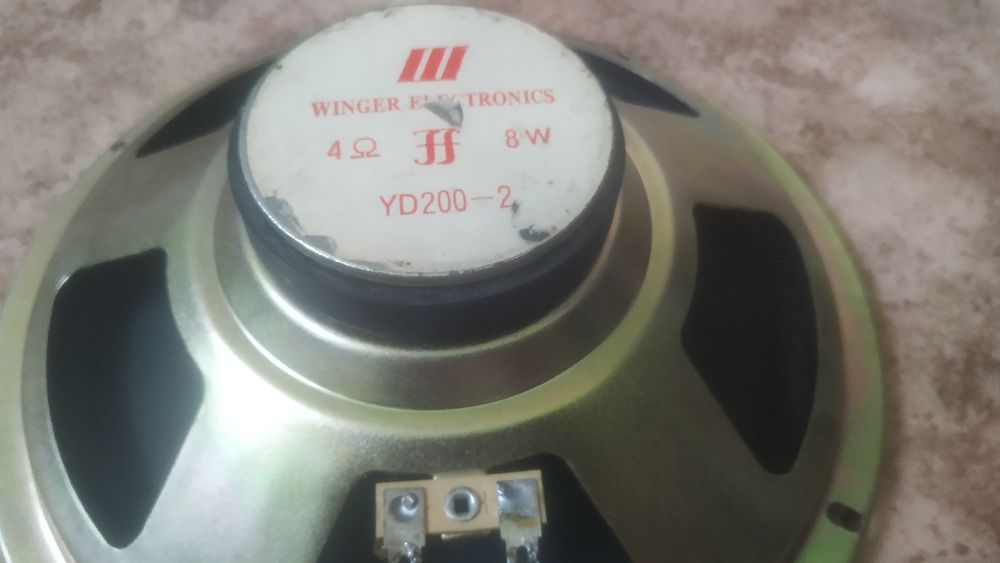 WINGER ELECTRONICS
4Ω 8W
YD200-2